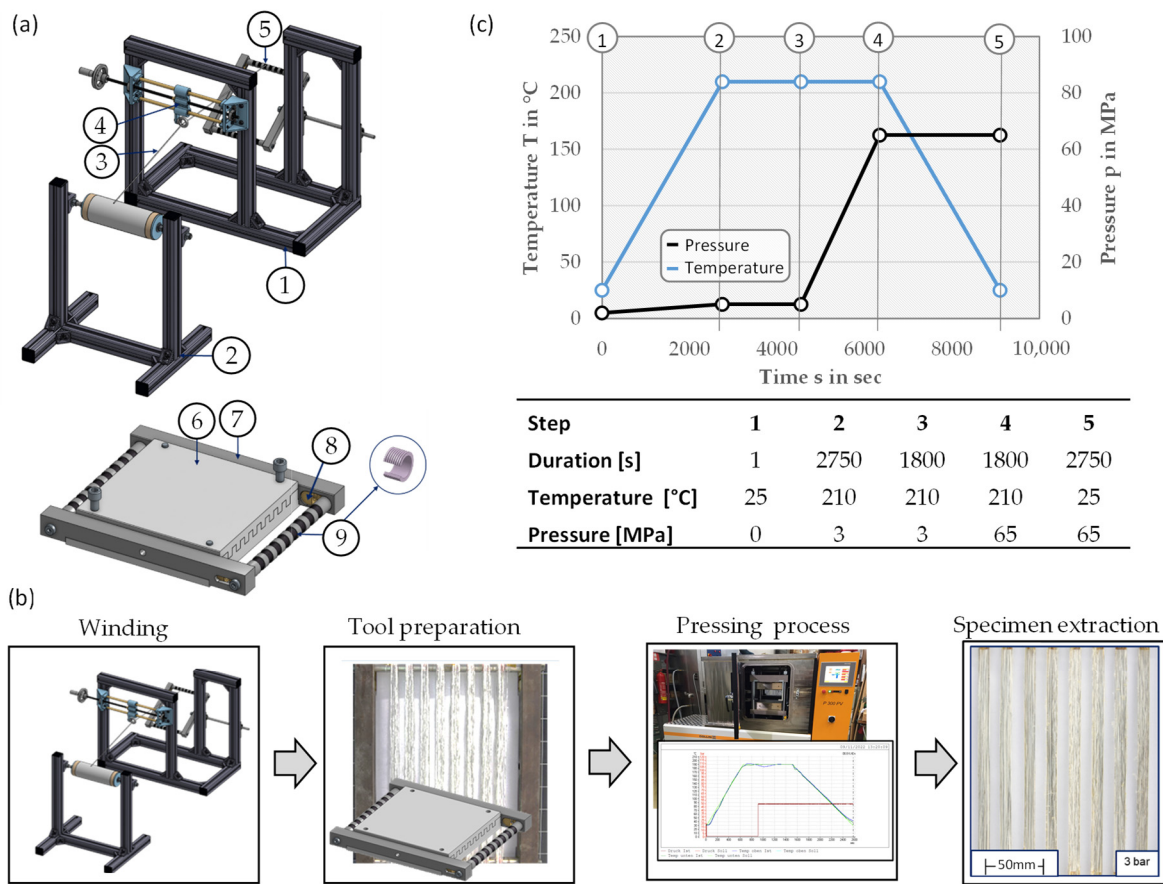 (a)
5
4
3
1
2
6
7
8
9
(c)
1 2 3 4 5
250 100
200 80
150 60
100 40
50 20
0 0
Temperature T in °C
Pressure p in MPa
Pressure
Temperature
0 2000 4000 6000 8000 10,000
Time s in sec
Step 1 2 3 4 5
Duration [s] 1 2750 1800 1800 2750
Temperature [°C] 25 210 210 210 25
Pressure [MPa] 0 3 3 65 65
(b)
Winding
Tool preparation
Pressing process
Specimen extraction
P 300 PV
50mm
3 bar